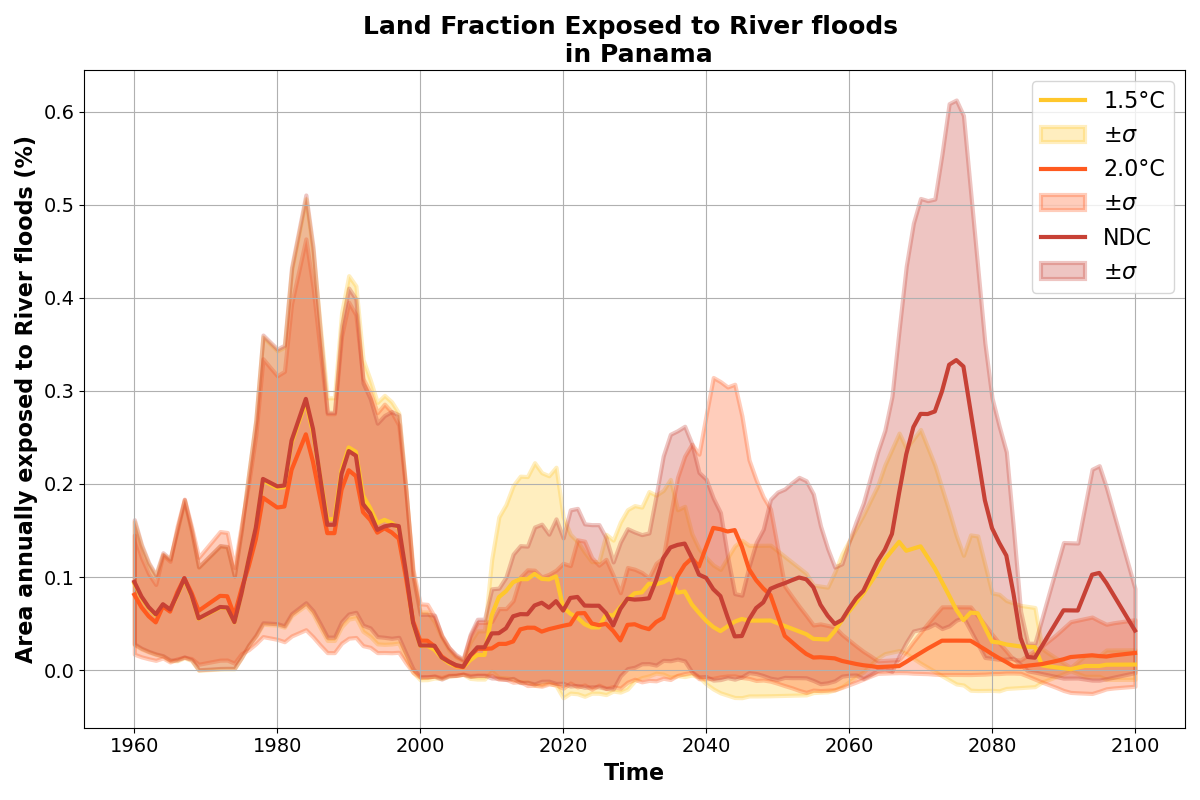 Land Fraction Exposed to River floods
in Panama
Area annually exposed to River floods (%)
0.6
0.5
0.4
0.3
0.2
0.1
0.0
1.5°C
±σ
2.0°C
±σ
NDC
±σ
1960
1980
2000
2020
2040
2060
2080
2100
Time